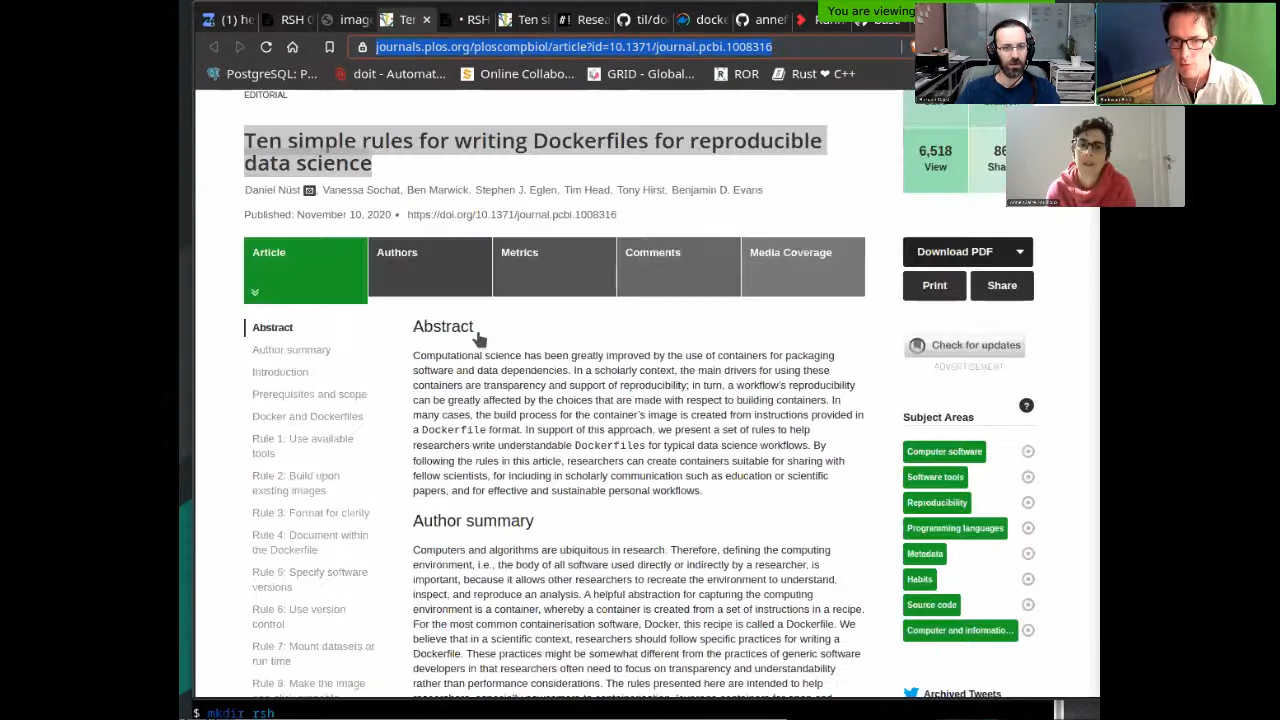 You are viewing
(1) he
RSH C
imag
Ter
• RSH
Ten si
Resea
til/do
docke
annef
journals.plos.org/ploscompbiol/article?id=10.1371/journal.pcbi.1008316
PostgreSQL: P...
doit - Automat...
Online Collabo...
GRID - Global...
ROR
Rust ❤ C++
EDITORIAL
Ten simple rules for writing Dockerfiles for reproducible
data science
Daniel Nüst, Vanessa Sochat, Ben Marwick, Stephen J. Eglen, Tim Head, Tony Hirst, Benjamin D. Evans
Published: November 10, 2020 • https://doi.org/10.1371/journal.pcbi.1008316
6,518
View
86
Sha
Article
Authors
Metrics
Comments
Media Coverage
Download PDF
Print
Share
Check for updates
ADVERTISEMENT
Abstract
Author summary
Introduction
Prerequisites and scope
Docker and Dockerfiles
Rule 1: Use available
tools
Rule 2: Build upon
existing images
Rule 3: Format for clarity
Rule 4: Document within
the Dockerfile
Rule 5: Specify software
versions
Rule 6: Use version
control
Rule 7: Mount datasets at
run time
Rule 8: Make the image
Abstract
Computational science has been greatly improved by the use of containers for packaging
software and data dependencies. In a scholarly context, the main drivers for using these
containers are transparency and support of reproducibility; in turn, a workflow's reproducibility
can be greatly affected by the choices that are made with respect to building containers. In
many cases, the build process for the container's image is created from instructions provided in
a Dockerfile format. In support of this approach, we present a set of rules to help
researchers write understandable Dockerfiles for typical data science workflows. By
following the rules in this article, researchers can create containers suitable for sharing with
fellow scientists, for including in scholarly communication such as education or scientific
papers, and for effective and sustainable personal workflows.
Author summary
Computers and algorithms are ubiquitous in research. Therefore, defining the computing
environment, i.e., the body of all software used directly or indirectly by a researcher, is
important, because it allows other researchers to recreate the environment to understand,
inspect, and reproduce an analysis. A helpful abstraction for capturing the computing
environment is a container, whereby a container is created from a set of instructions in a recipe.
For the most common containerisation software, Docker, this recipe is called a Dockerfile. We
believe that in a scientific context, researchers should follow specific practices for writing a
Dockerfile. These practices might be somewhat different from the practices of generic software
developers in that researchers often need to focus on transparency and understandability
rather than performance considerations. The rules presented here are intended to help
?
Subject Areas
Computer software
Software tools
Reproducibility
Programming languages
Metadata
Habits
Source code
Computer and informatio...
Archived Tweets
$ mkdir rsh